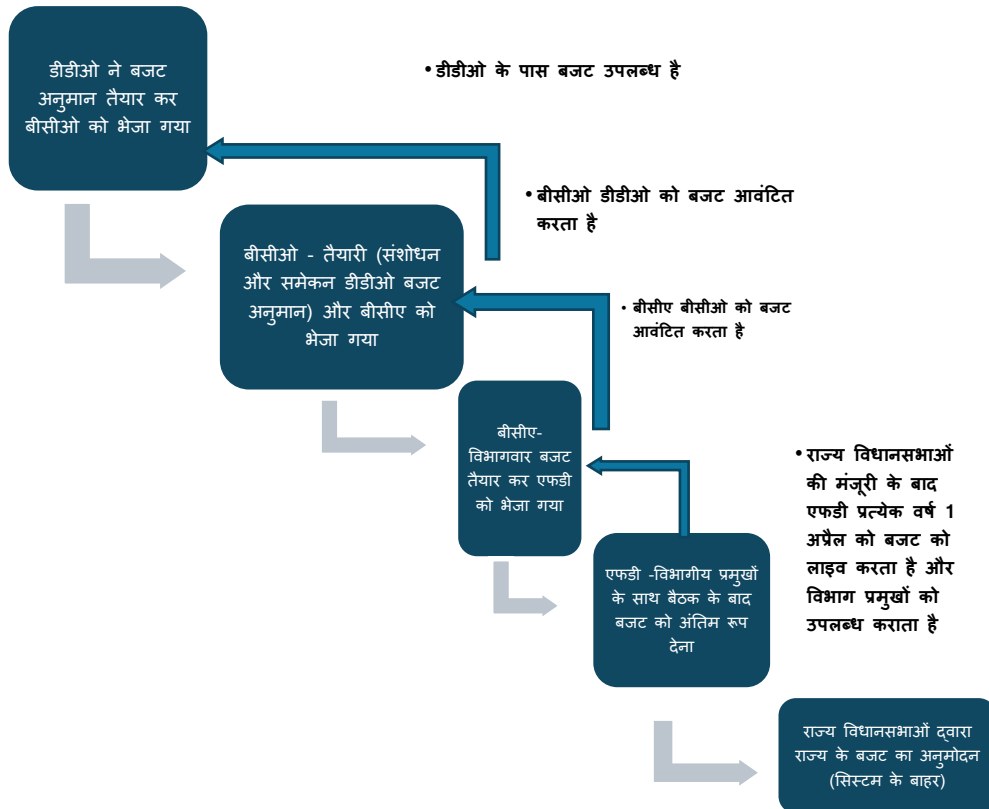 डीडीओ ने बजट
अनुमान तैयार कर
बीसीओ को भेजा गया
• डीडीओ के पास बजट उपलब्ध है
• बीसीओ डीडीओ को बजट आवंटित
करता है
बीसीओ - तैयारी (संशोधन
और समेकन डीडीओ बजट
अनुमान) और बीसीए को
भेजा गया
• बीसीए बीसीओ को बजट
आवंटित करता है
बीसीए-
विभागवार बजट
तैयार कर एफडी
को भेजा गया
• राज्य विधानसभाओं
की मंजूरी के बाद
एफडी प्रत्येक वर्ष 1
अप्रैल को बजट को
लाइव करता है और
विभाग प्रमुखों को
उपलब्ध कराता है
एफडी -विभागीय प्रमुखों
के साथ बैठक के बाद
बजट को अंतिम रूप
देना
राज्य विधानसभाओं द्वारा
राज्य के बजट का अनुमोदन
(सिस्टम के बाहर)